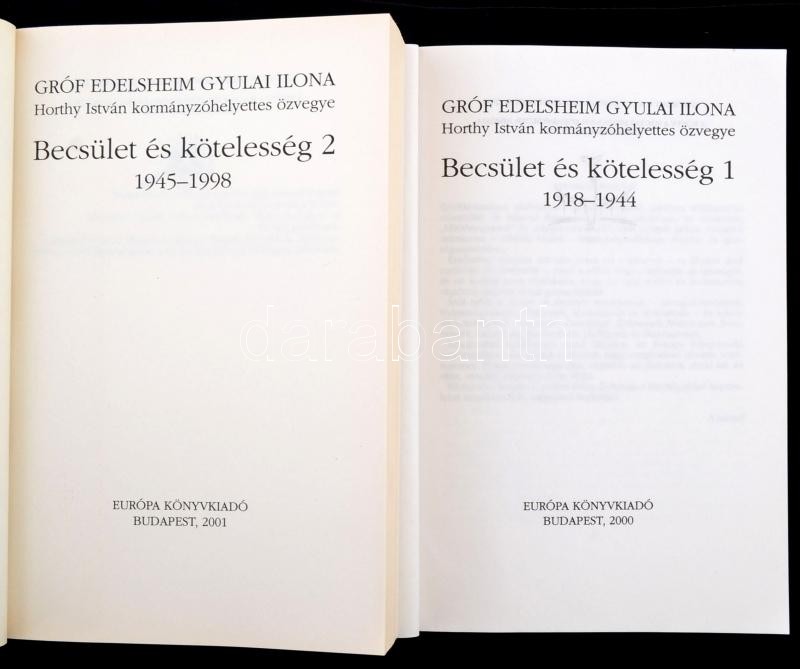 GRÓF EDELSHEIM GYULAI ILONA
Horthy István kormányzóhelyettes özvegye
Becsület és kötelesség 2
1945–1998
EURÓPA KÖNYVKIADÓ
BUDAPEST, 2001
GRÓF EDELSHEIM GYULAI ILONA
Horthy István kormányzóhelyettes özvegye
Becsület és kötelesség 1
1918–1944
EURÓPA KÖNYVKIADÓ
BUDAPEST, 2000
darabanth